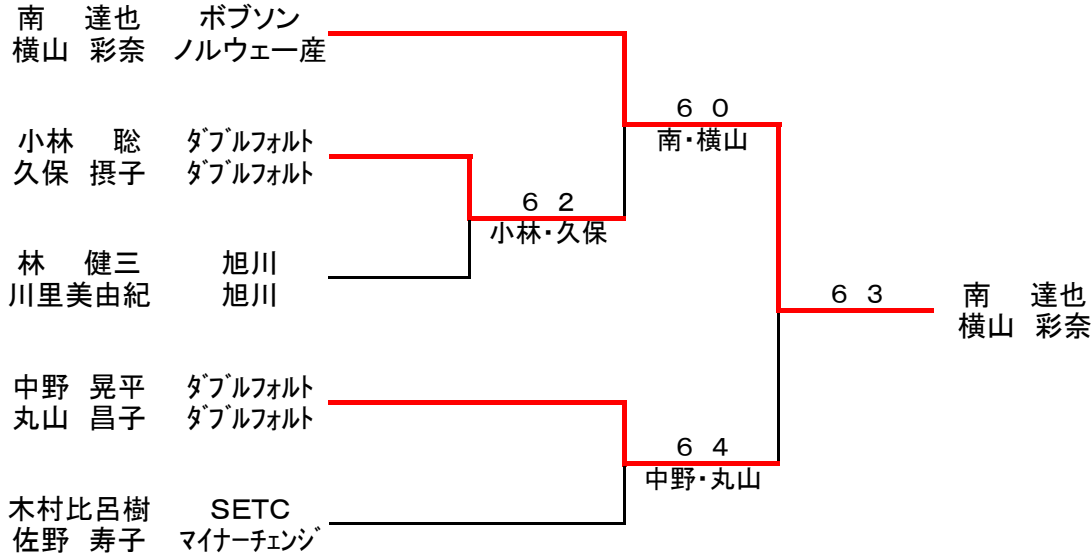 南 達也 ボブソン
横山 彩奈 ノルウェー産
小林 聡 ﾀﾞﾌﾞﾙﾌｫﾙﾄ
久保 摂子 ﾀﾞﾌﾞﾙﾌｫﾙﾄ
林 健三 旭川
川里美由紀 旭川
中野 晃平 ﾀﾞﾌﾞﾙﾌｫﾙﾄ
丸山 昌子 ﾀﾞﾌﾞﾙﾌｫﾙﾄ
木村比呂樹 SETC
佐野 寿子 ﾏｲﾅｰﾁｪﾝｼﾞ
６ ２
小林・久保
６ ０
南・横山
６ ４
中野・丸山
６ ３
南 達也
横山 彩奈